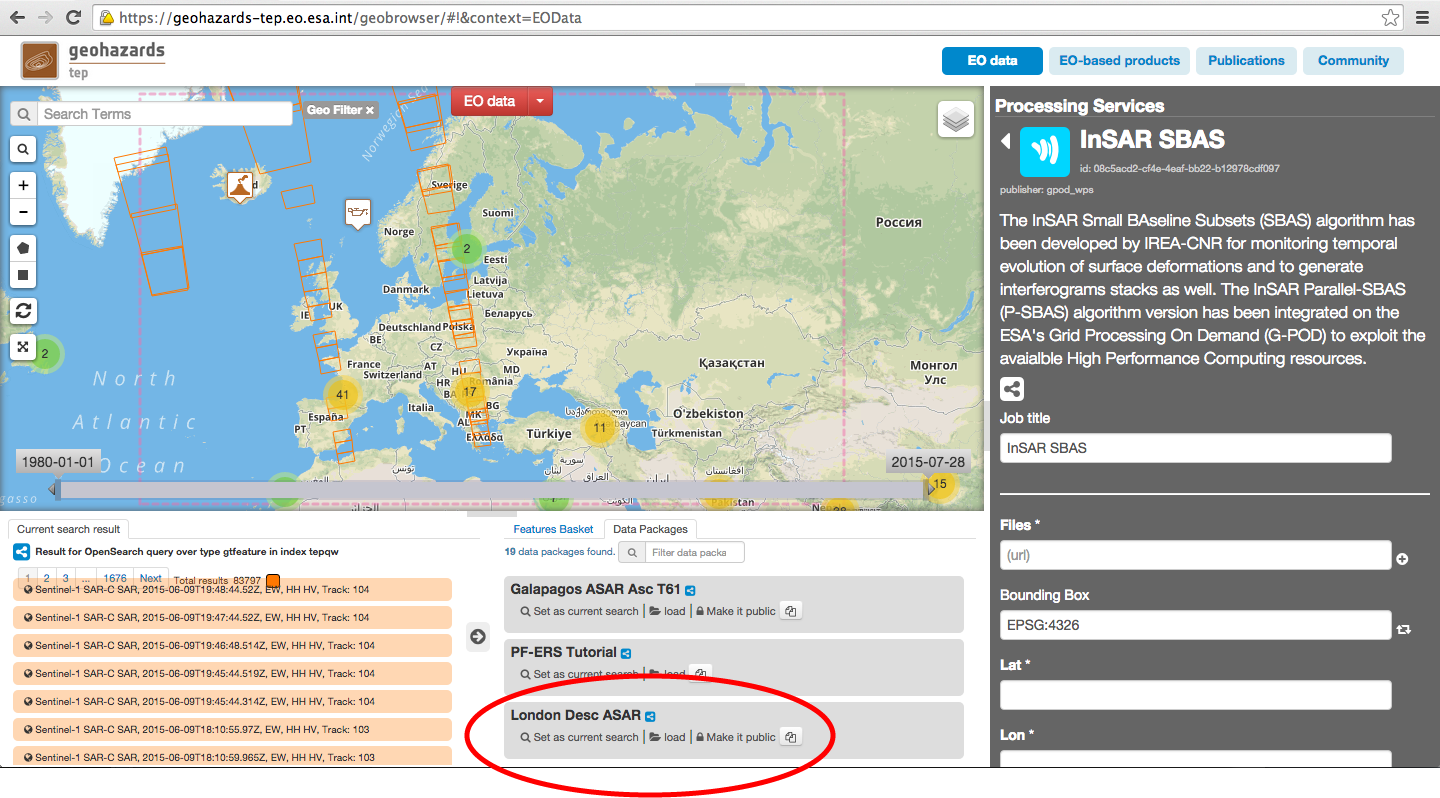 https://geohazards-tep.eo.esa.int/geobrowser/#!&context=EOData
geohazards
tep
EO data
EO-based products
Publications
Community
Search Terms
Geo Filter ×
EO data
Norwegian Sea
Sverige
Suomi
Norge
Россия
2
Eesti
Latvija
Lietuva
Danmark
UK
IE
Беларусь
Deutschland
Polska
BE
CZ
Україна
2
France
AT
HU
MD
Қазақстан
Монгол
Улс
Switzerland
HR
România
North
41
BA
17
BG
Italia
MK
O'zbekiston
España
AL
Atlantic
PT
Ελλάδα
Türkiye
11
Türkmenistan
Ocean
1980-01-01
2015-07-28
تونس
سوريا
العراق
افغانستان
15
Pakistan
Processing Services
InSAR SBAS
id: 08c5acd2-cf4e-4eaf-bb22-b12978cdf097
publisher: gpod_wps
The InSAR Small BAseline Subsets (SBAS) algorithm has
been developed by IREA-CNR for monitoring temporal
evolution of surface deformations and to generate
interferograms stacks as well. The InSAR Parallel-SBAS
(P-SBAS) algorithm version has been integrated on the
ESA's Grid Processing On Demand (G-POD) to exploit the
avaialble High Performance Computing resources.
Job title
InSAR SBAS
Files *
(url)
Bounding Box
EPSG:4326
Lat *
Lon *
Current search result
Result for OpenSearch query over type gtfeature in index tepqw
1 2 3 ... 1676 Next Total results 83797
Sentinel-1 SAR-C SAR, 2015-06-09T19:48:44.52Z, EW, HH HV, Track: 104
Sentinel-1 SAR-C SAR, 2015-06-09T19:47:44.52Z, EW, HH HV, Track: 104
Sentinel-1 SAR-C SAR, 2015-06-09T19:46:48.514Z, EW, HH HV, Track: 104
Sentinel-1 SAR-C SAR, 2015-06-09T19:45:44.519Z, EW, HH HV, Track: 104
Sentinel-1 SAR-C SAR, 2015-06-09T19:45:44.314Z, EW, HH HV, Track: 104
Sentinel-1 SAR-C SAR, 2015-06-09T18:10:55.97Z, EW, HH HV, Track: 103
Sentinel-1 SAR-C SAR, 2015-06-09T18:10:59.965Z, EW, HH HV, Track: 103
Features Basket
Data Packages
19 data packages found.
Filter data packa
Galapagos ASAR Asc T61
Set as current search | load | Make it public
PF-ERS Tutorial
Set as current search | load
London Desc ASAR
Set as current search | load | Make it public